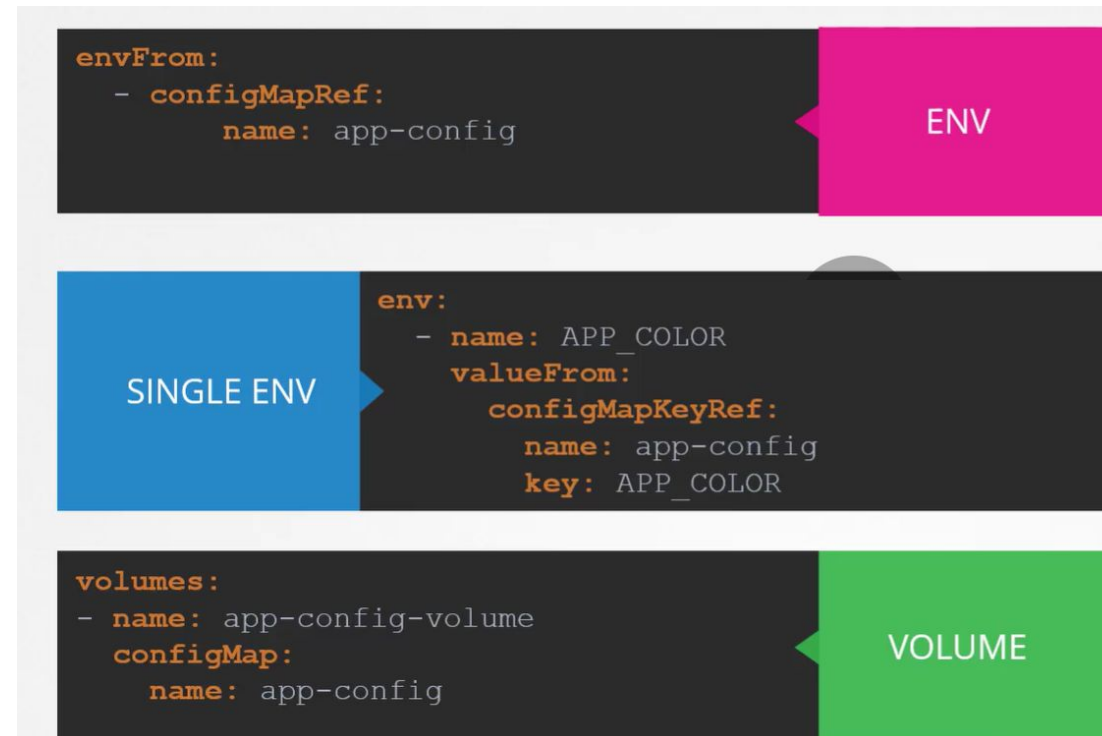 envFrom:
  - configMapRef:
        name: app-config
ENV
SINGLE ENV
env:
  - name: APP_COLOR
    valueFrom:
      configMapKeyRef:
        name: app-config
        key: APP_COLOR
volumes:
- name: app-config-volume
  configMap:
    name: app-config
VOLUME